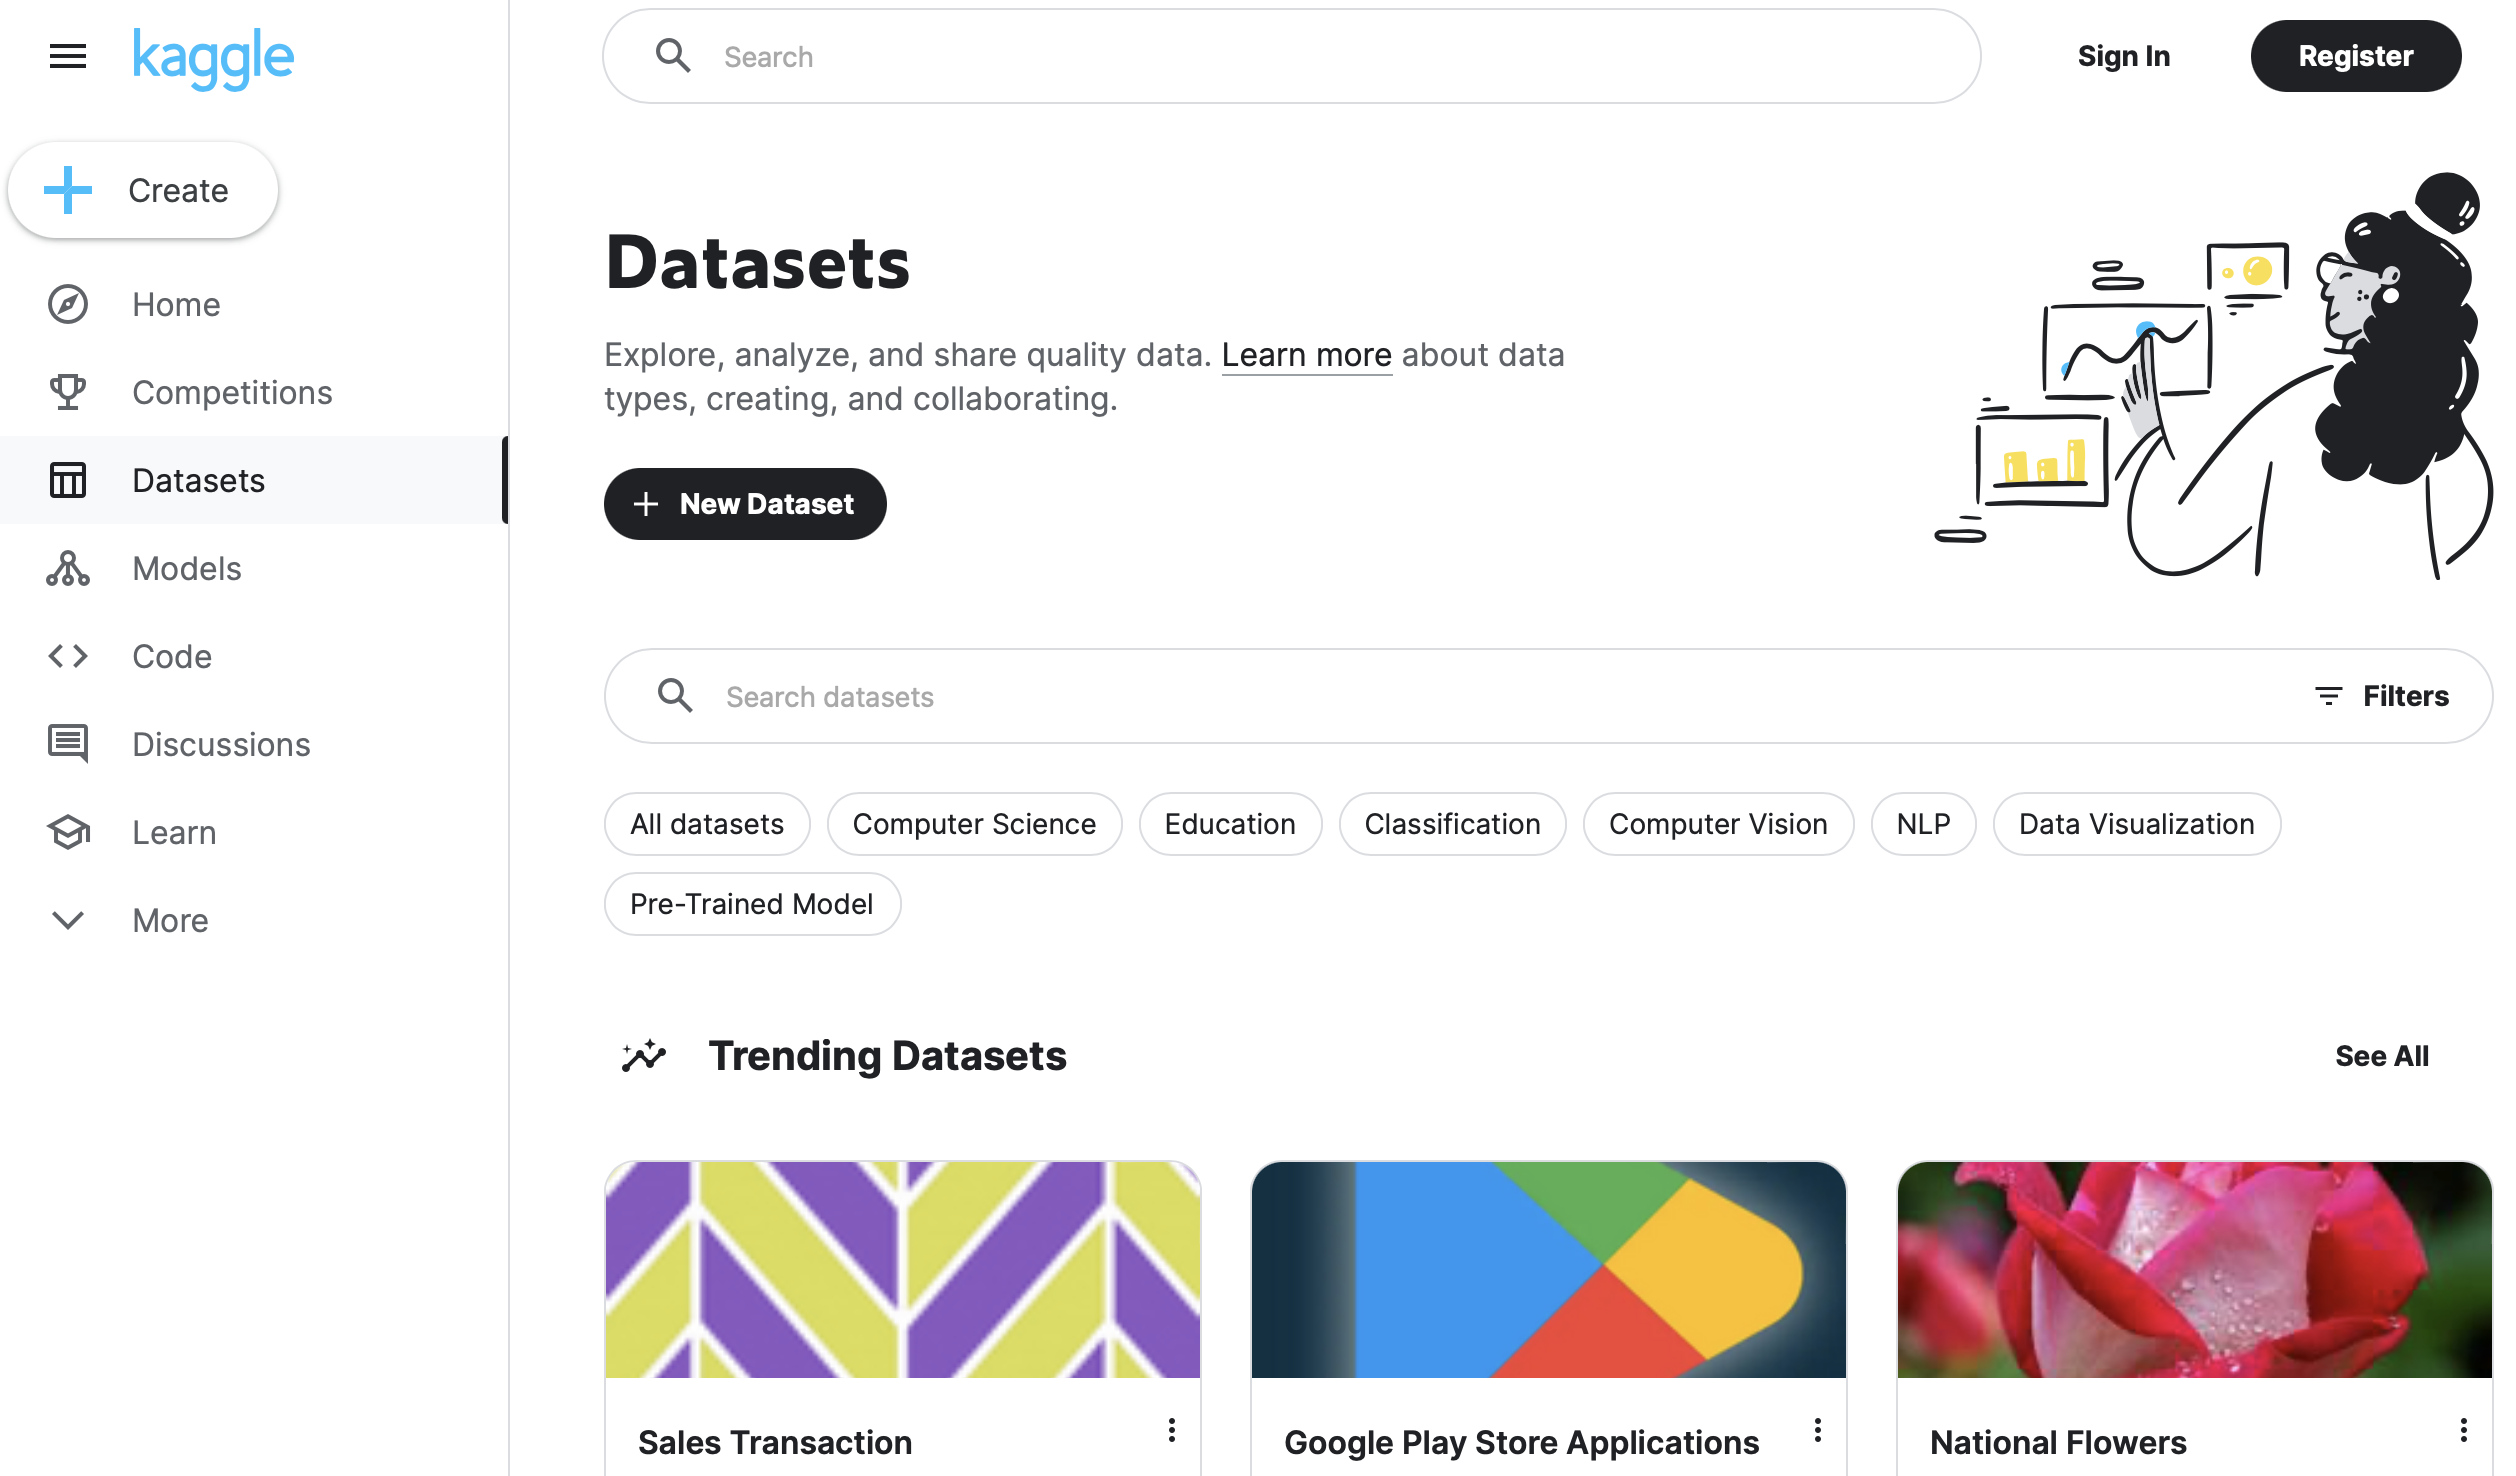 kaggle
Search
Sign In
Register
Create
Home
Competitions
Datasets
Models
Code
Discussions
Learn
More
Datasets
Explore, analyze, and share quality data. Learn more about data
types, creating, and collaborating.
New Dataset
Search datasets
Filters
All datasets
Computer Science
Education
Classification
Computer Vision
NLP
Data Visualization
Pre-Trained Model
Trending Datasets
See All
Sales Transaction
Google Play Store Applications
National Flowers